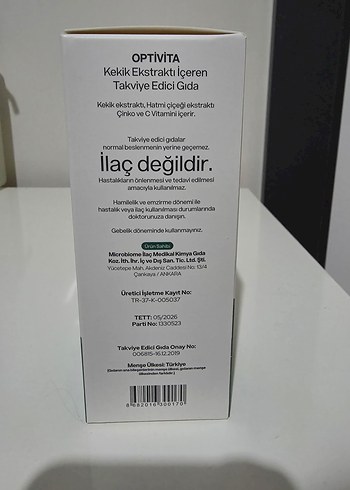 OPTİVİTA
Kekik Ekstraktı İçeren
Takviye Edici Gıda
Kekik ekstraktı, Hatmi çiçeği ekstraktı
Çinko ve C Vitamini içerir.
Takviye edici gıdalar
normal beslenmenin yerine geçemez.
İlaç değildir.
Hastalıkların önlenmesi ve tedavi edilmesi
amacıyla kullanılmaz.
Hamilelik ve emzirme dönemi ile
hastalık veya ilaç kullanılması durumlarında
doktorunuza danışın.
Gebelik döneminde kullanmayınız.
Ürün Sahibi
Microbiome İlaç Medikal Kimya Gıda
Koz. İth. İhr. İç ve Dış San. Tic. Ltd. Şti.
Yücetepe Mah. Akdeniz Caddesi No: 13/4
Çankaya / ANKARA
Üretici İşletme Kayıt No:
TR-37-K-005037
TETT: 05/2026
Parti No: 1330523
Takviye Edici Gıda Onay No:
006815-16.12.2019
Menşe Ülkesi: Türkiye
8 682016 300170